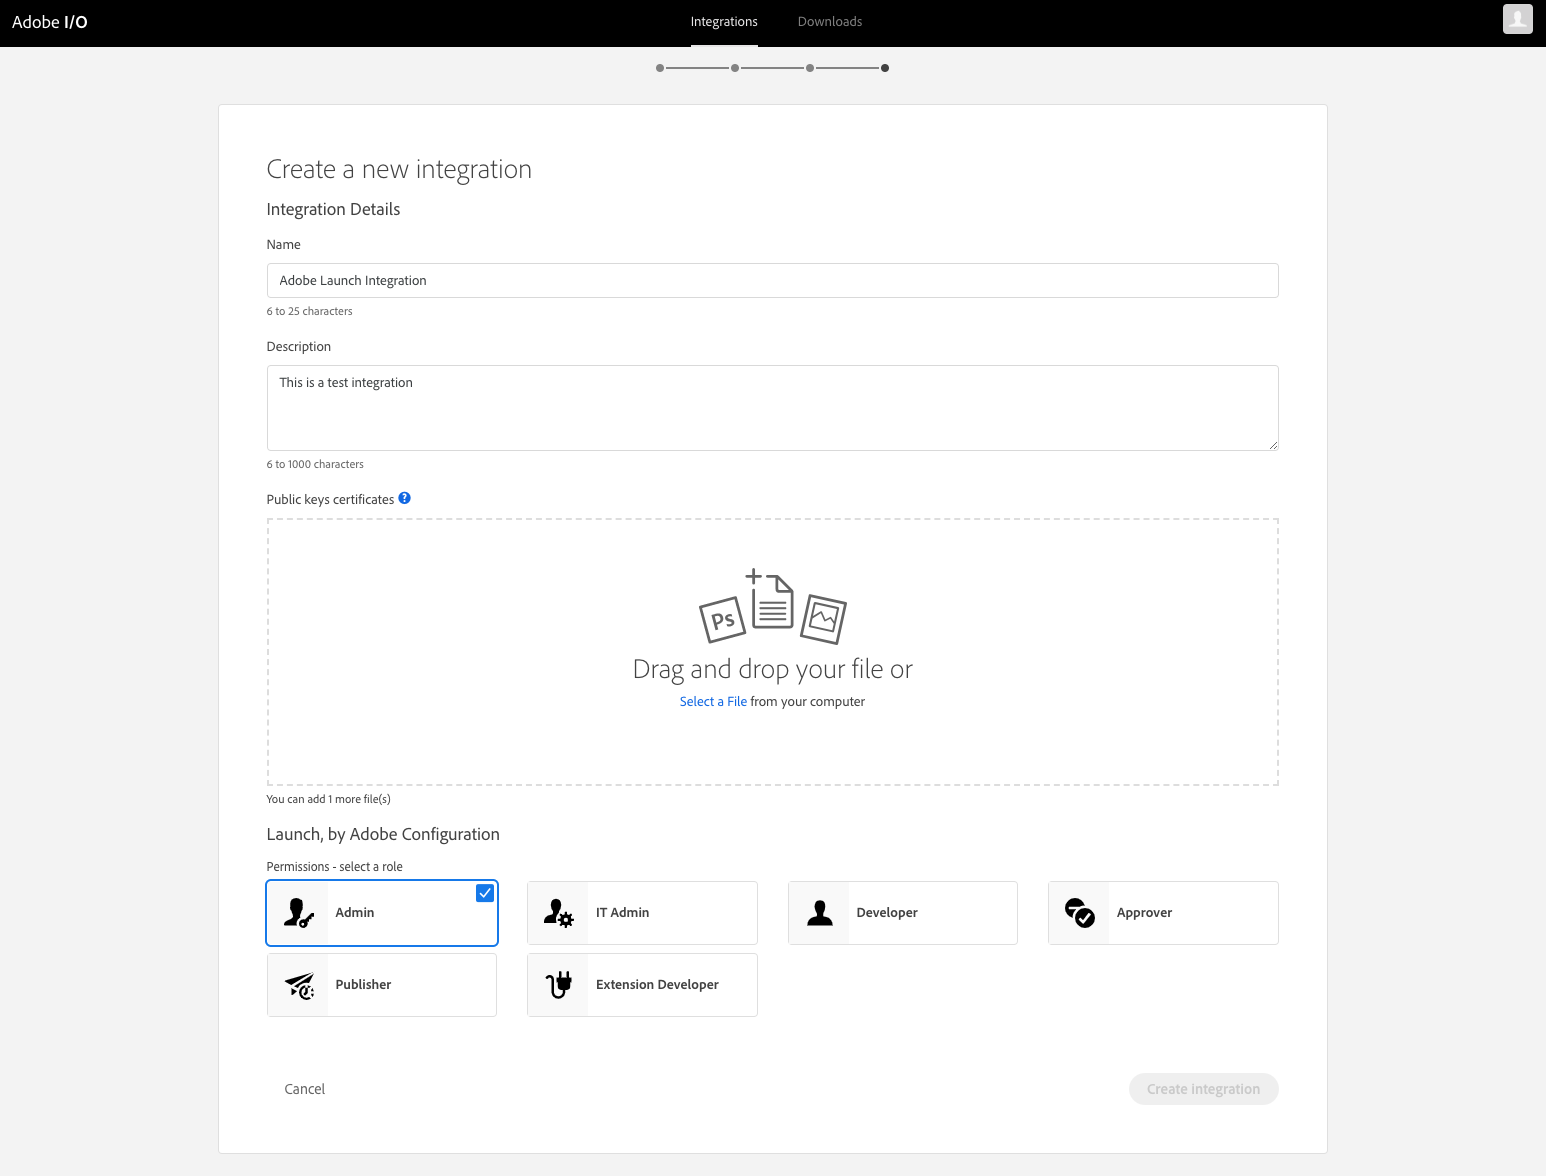 Adobe I/O
Integrations
Downloads
Create a new integration
Integration Details
Name
Adobe Launch Integration
6 to 25 characters
Description
This is a test integration
6 to 1000 characters
Public keys certificates ?
Ps
Drag and drop your file or
Select a File from your computer
You can add 1 more file(s)
Launch, by Adobe Configuration
Permissions - select a role
Admin
IT Admin
Developer
Approver
Publisher
Extension Developer
Cancel
Create integration